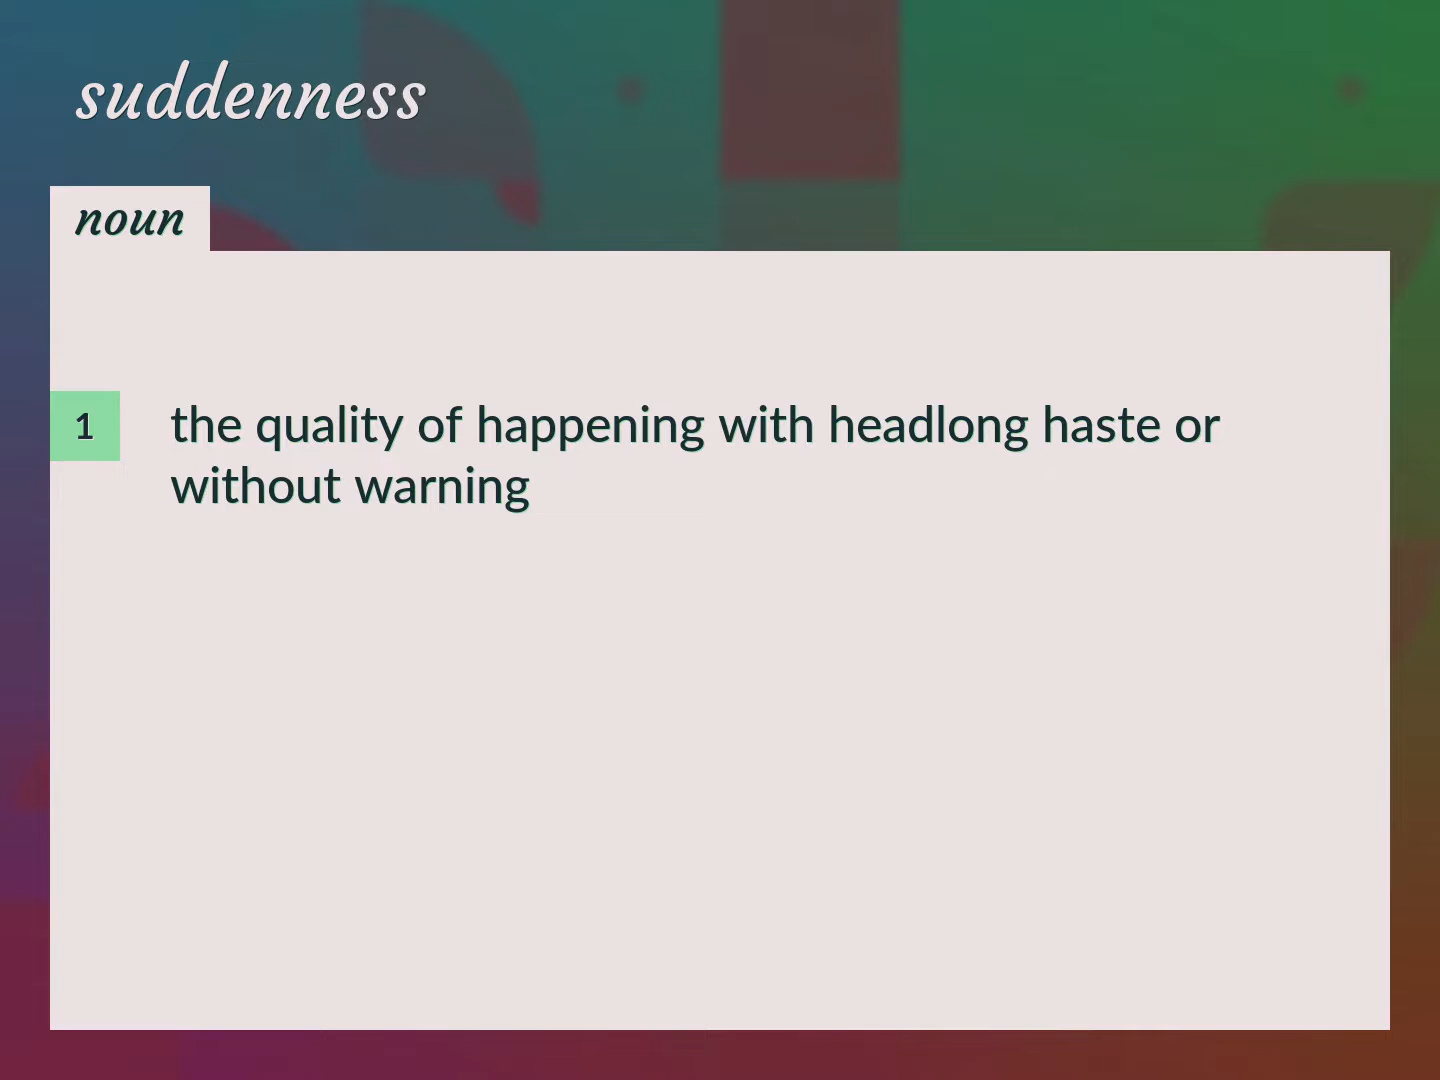 suddenness
noun
1
the quality of happening with headlong haste or
without warning